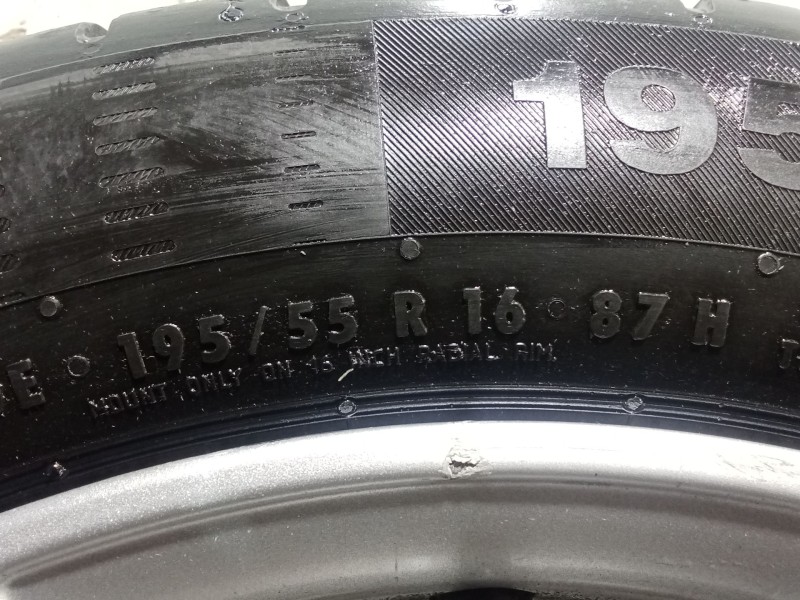 195
195/55 R 16 87 H
MOUNT ONLY ON 16 INCH RADIAL RIM